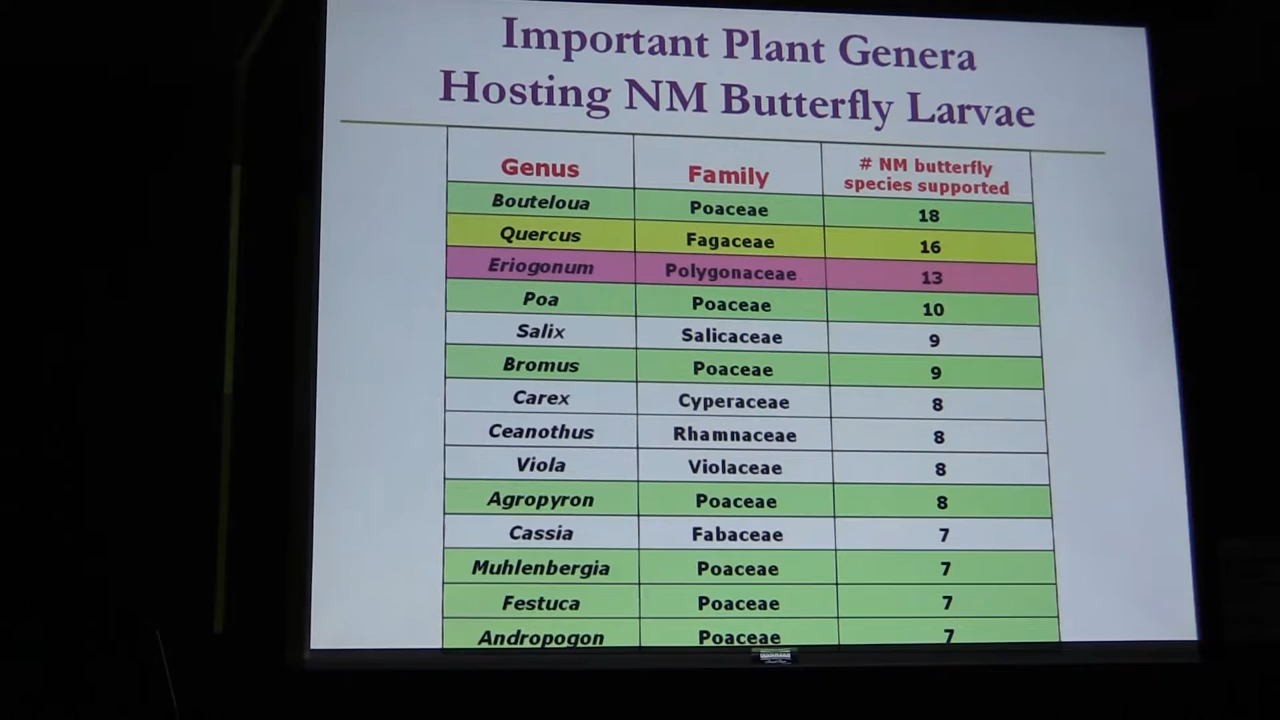 Important Plant Genera
Hosting NM Butterfly Larvae
Genus Family # NM butterfly species supported
Bouteloua Poaceae 18
Quercus Fagaceae 16
Eriogonum Polygonaceae 13
Poa Poaceae 10
Salix Salicaceae 9
Bromus Poaceae 9
Carex Cyperaceae 8
Ceanothus Rhamnaceae 8
Viola Violaceae 8
Agropyron Poaceae 8
Cassia Fabaceae 7
Muhlenbergia Poaceae 7
Festuca Poaceae 7
Andropogon Poaceae 7